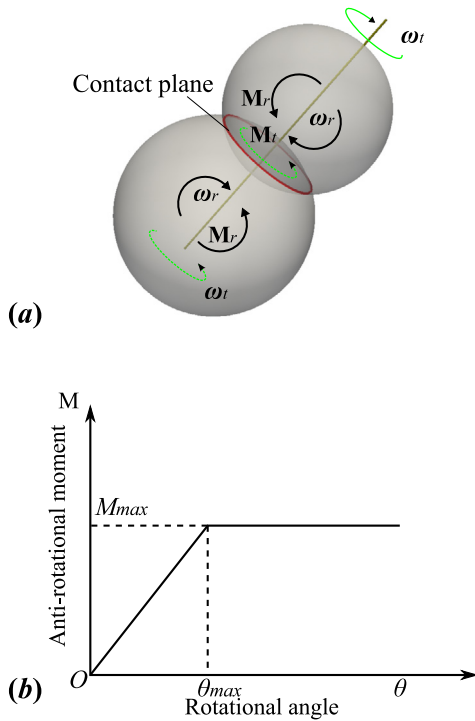 ωt
Contact plane
Mr
ωr
Mt
ωr
Mr
ωt
(a)
M
Anti-rotational moment
Mmax
O
θmax
θ
Rotational angle
(b)